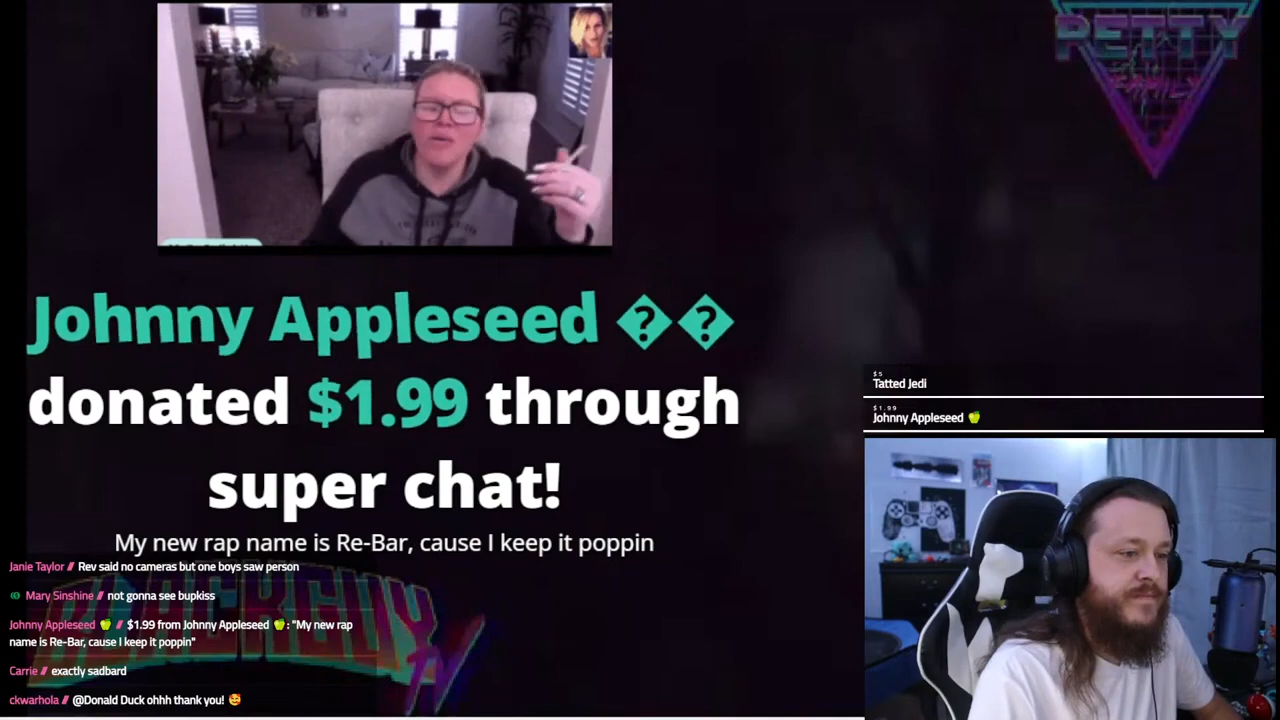 PETTY
FAMILY
Johnny Appleseed ��
donated $1.99 through
super chat!
My new rap name is Re-Bar, cause I keep it poppin
$5
Tatted Jedi
$1.99
Johnny Appleseed 🍏
Janie Taylor // Rev said no cameras but one boys saw person
Mary Sinshine // not gonna see bupkiss
Johnny Appleseed 🍏 // $1.99 from Johnny Appleseed 🍏: "My new rap
name is Re-Bar, cause I keep it poppin"
Carrie // exactly sadbard
ckwarhola // @Donald Duck ohhh thank you! 🥰
BLACKGUY
TV